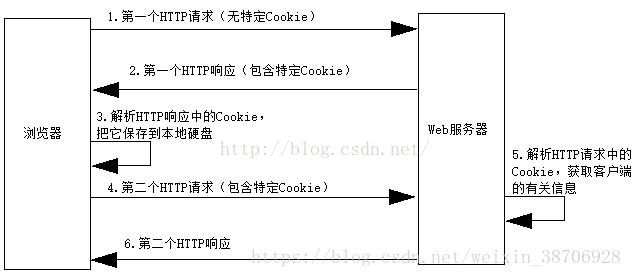 1.第一个HTTP请求（无特定Cookie）
2.第一个HTTP响应（包含特定Cookie）
浏览器
3.解析HTTP响应中的Cookie，
把它保存到本地硬盘
Web服务器
http://blog.csdn.net/
5.解析HTTP请求中的
Cookie，获取客户端
的有关信息
4.第二个HTTP请求（包含特定Cookie）
6.第二个HTTP响应
https://blog.csdn.net/weixin_38706928